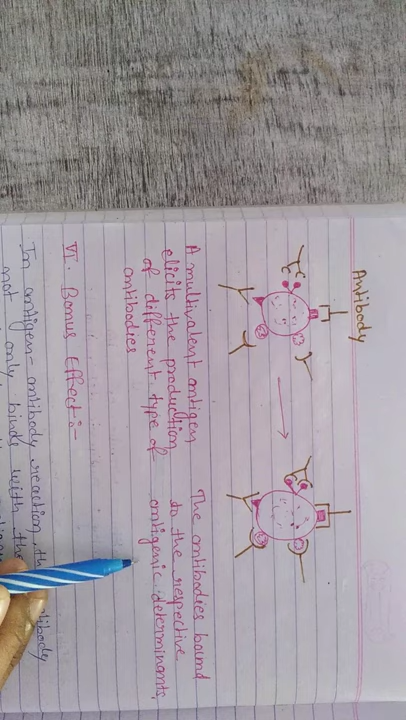 Antibody
A multivalent antigen
elicits the production
of different type of
antibodies
The antibodies bound
to the respective
antigenic determinants,
VI. Bonus Effect:-
In antigen-antibody reaction, the antibody
not only binds with the